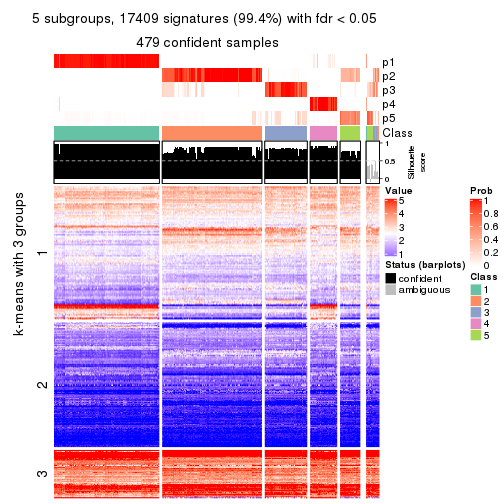 5 subgroups, 17409 signatures (99.4%) with fdr < 0.05
479 confident samples
p1
p2
p3
p4
p5
Class
1
0.5
0
Silhouette
score
k-means with 3 groups
1
2
3
Value
5
4
3
2
1
Status (barplots)
confident
ambiguous
Prob
1
0.8
0.6
0.4
0.2
0
Class
1
2
3
4
5